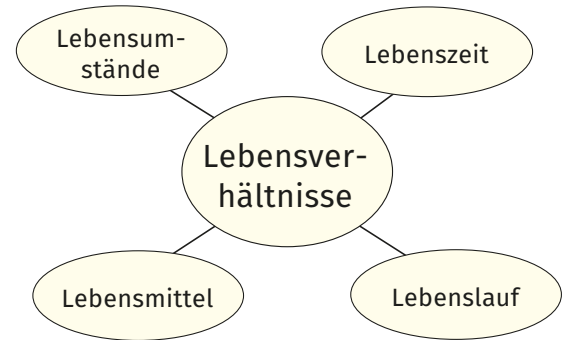 Lebensum-
stände
Lebenszeit
Lebensver-
hältnisse
Lebensmittel
Lebenslauf